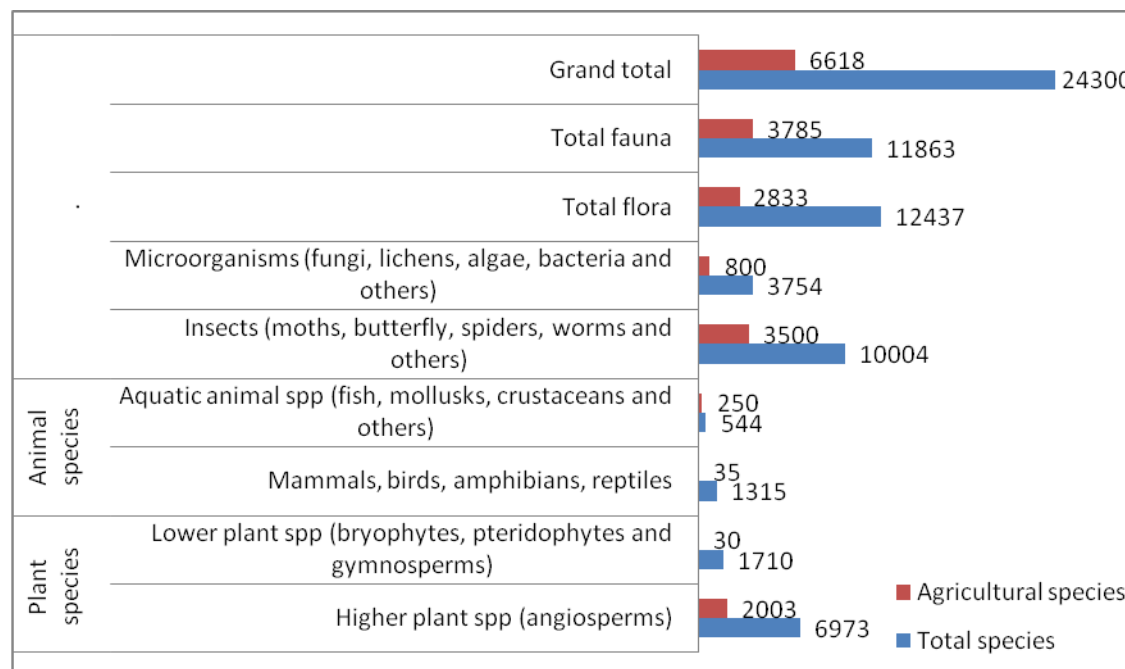 Grand total
6618
24300
Total fauna
3785
11863
Total flora
2833
12437
Microorganisms (fungi, lichens, algae, bacteria and
others)
800
3754
Insects (moths, butterfly, spiders, worms and
others)
3500
10004
Animal
species
Aquatic animal spp (fish, mollusks, crustaceans and
others)
250
544
Mammals, birds, amphibians, reptiles
35
1315
Plant
species
Lower plant spp (bryophytes, pteridophytes and
gymnosperms)
30
1710
Higher plant spp (angiosperms)
2003
6973
Agricultural species
Total species